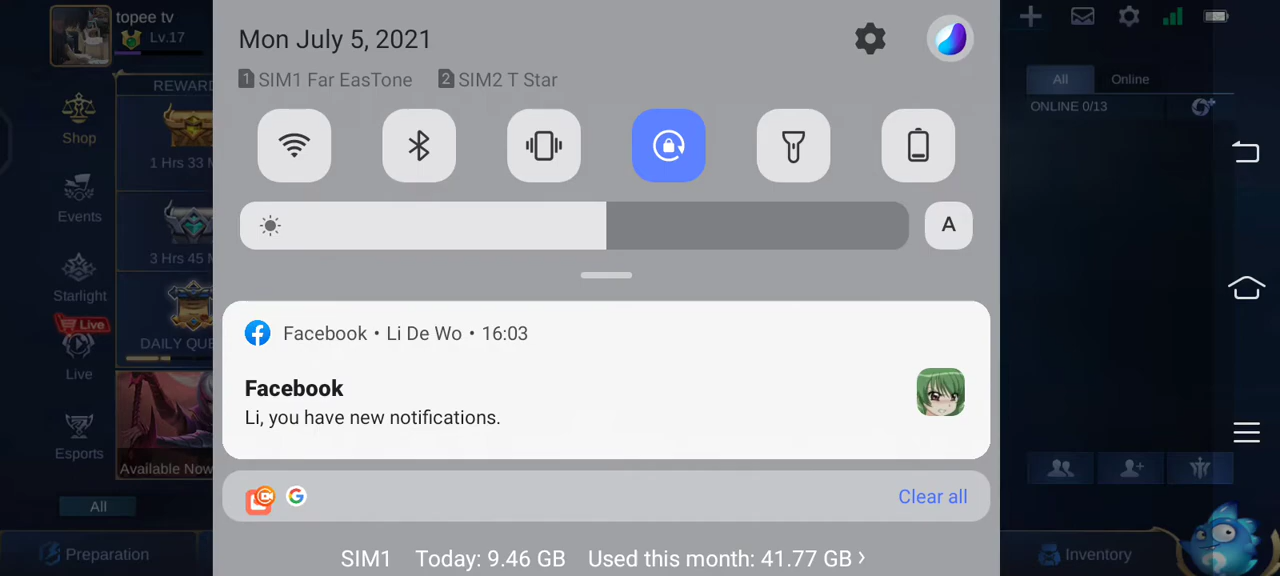 topee tv
Lv.17
REWARD
Shop
1 Hrs 33 M
Events
3 Hrs 45 M
Starlight
Live
DAILY QUE
Live
Esports
Available Now
All
Preparation
Mon July 5, 2021
1 SIM1 Far EasTone 2 SIM2 T Star
A
Facebook • Li De Wo • 16:03
Facebook
Li, you have new notifications.
Clear all
SIM1 Today: 9.46 GB Used this month: 41.77 GB ›
All Online
ONLINE 0/13
Inventory